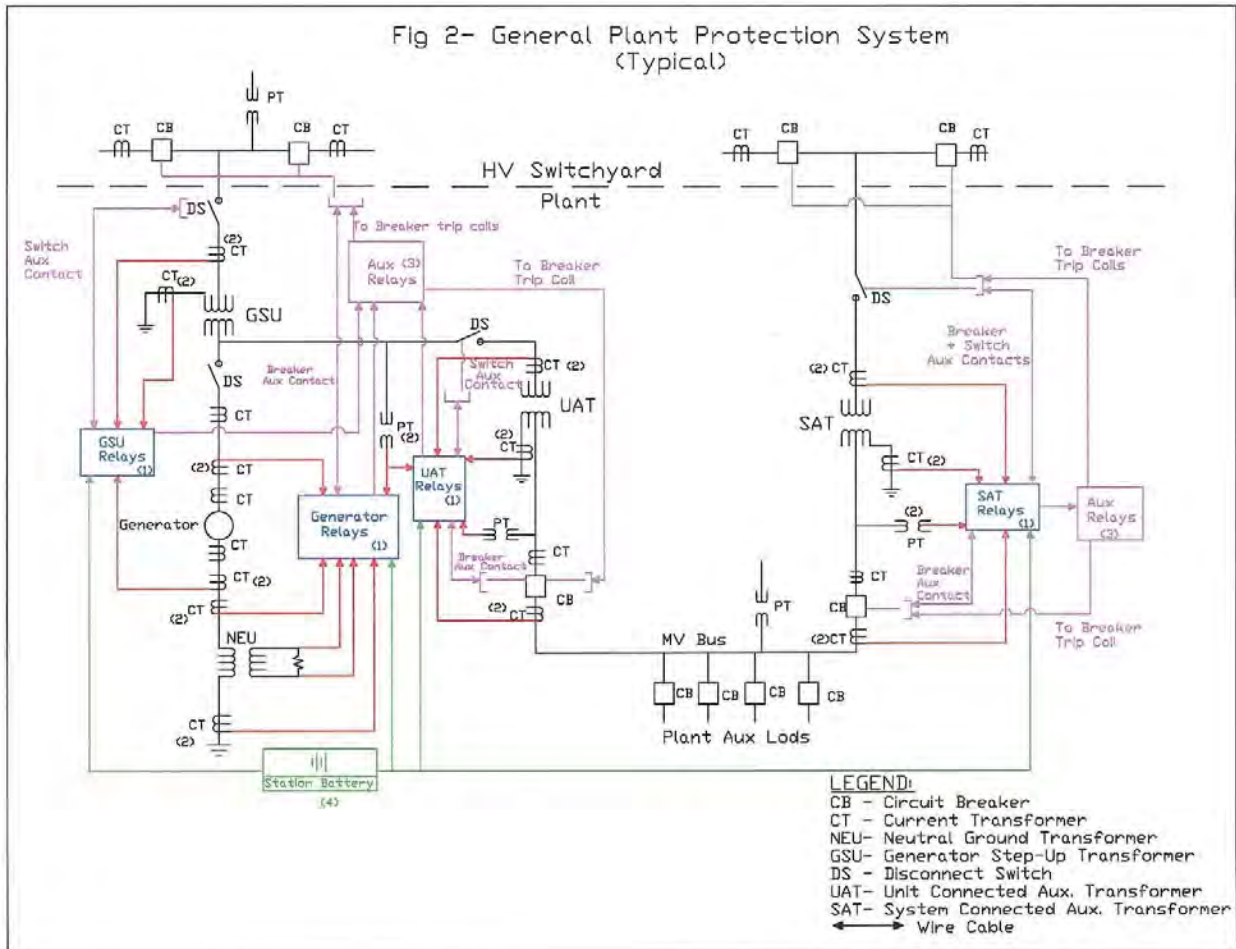 Fig 2- General Plant Protection System
(Typical)
PT
CT
CB
CB
CT
CT
CB
CB
CT
HV Switchyard
Plant
DS
Switch
Aux
Contact
(2)
CT
CT(2)
GSU
To Breaker trip coils
Aux (3)
Relays
To Breaker
Trip Coil
DS
DS
Breaker
Aux Contact
CT
Switch Aux
Contact
CT (2)
UAT
PT
(2)
(2)
CT
GSU
Relays
(1)
(2)
CT
CT
Generator
Generator
Relays
(1)
UAT
Relays
(1)
PT
CT
Breaker
Aux Contact
CB
(2)
CT
CT
CT(2)
CT
(2)
NEU
CT
(2)
Station Battery
(4)
DS
To Breaker
Trip Coils
Breaker
+ Switch
Aux Contacts
(2)CT
SAT
CT(2)
SAT
Relays
(1)
Aux Relays
(3)
(2)
PT
CT
Breaker
Aux
Contact
CB
(2)CT
To Breaker
Trip Coil
PT
MV Bus
CB
CB
CB
CB
Plant Aux Lods
LEGEND:
CB - Circuit Breaker
CT - Current Transformer
NEU- Neutral Ground Transformer
GSU- Generator Step-Up Transformer
DS - Disconnect Switch
UAT- Unit Connected Aux. Transformer
SAT- System Connected Aux. Transformer
Wire Cable